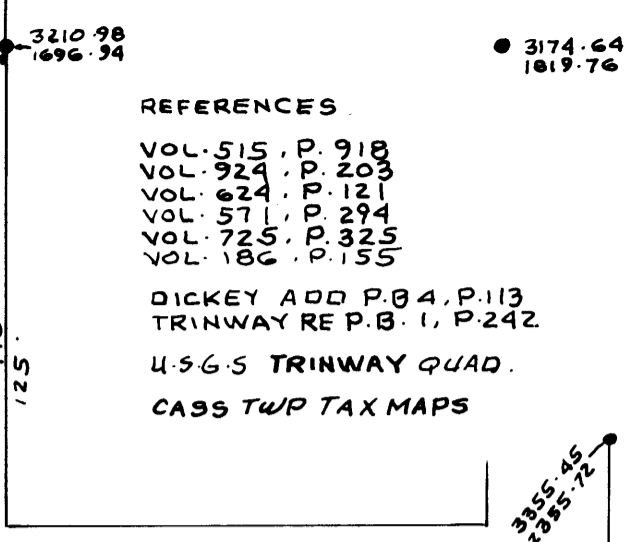 3210.98
1696.94
3174.64
1819.76
REFERENCES
VOL. 515, P. 918
VOL. 924, P. 203
VOL. 624, P. 121
VOL. 571, P. 294
VOL. 725, P. 325
VOL. 186, P. 155
DICKEY ADD P.B 4, P.113
TRINWAY RE P.B. 1, P.242
U.S.G.S TRINWAY QUAD.
CASS TWP TAX MAPS
125.
3355.45
2355.72